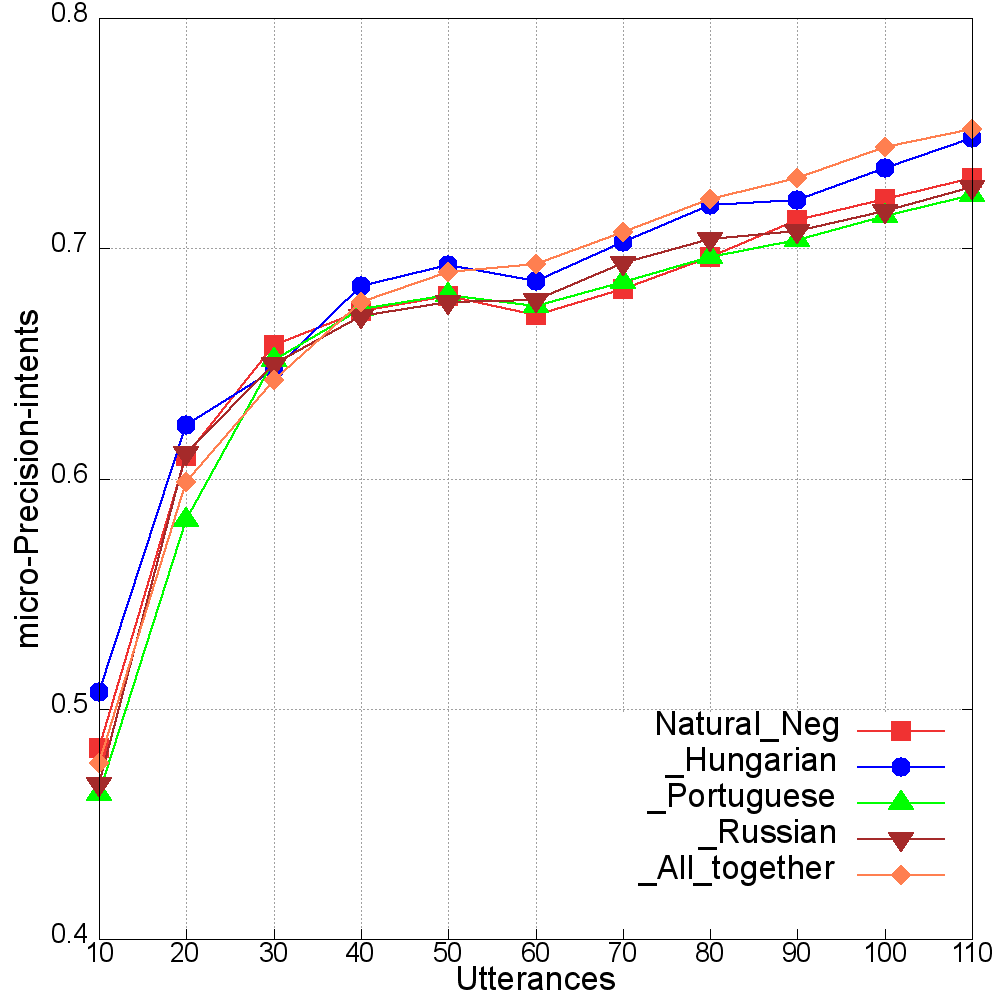 0.8
0.7
0.6
0.5
0.4
micro-Precision-intents
Natural_Neg
_Hungarian
_Portuguese
_Russian
_All_together
10 20 30 40 50 60 70 80 90 100 110
Utterances